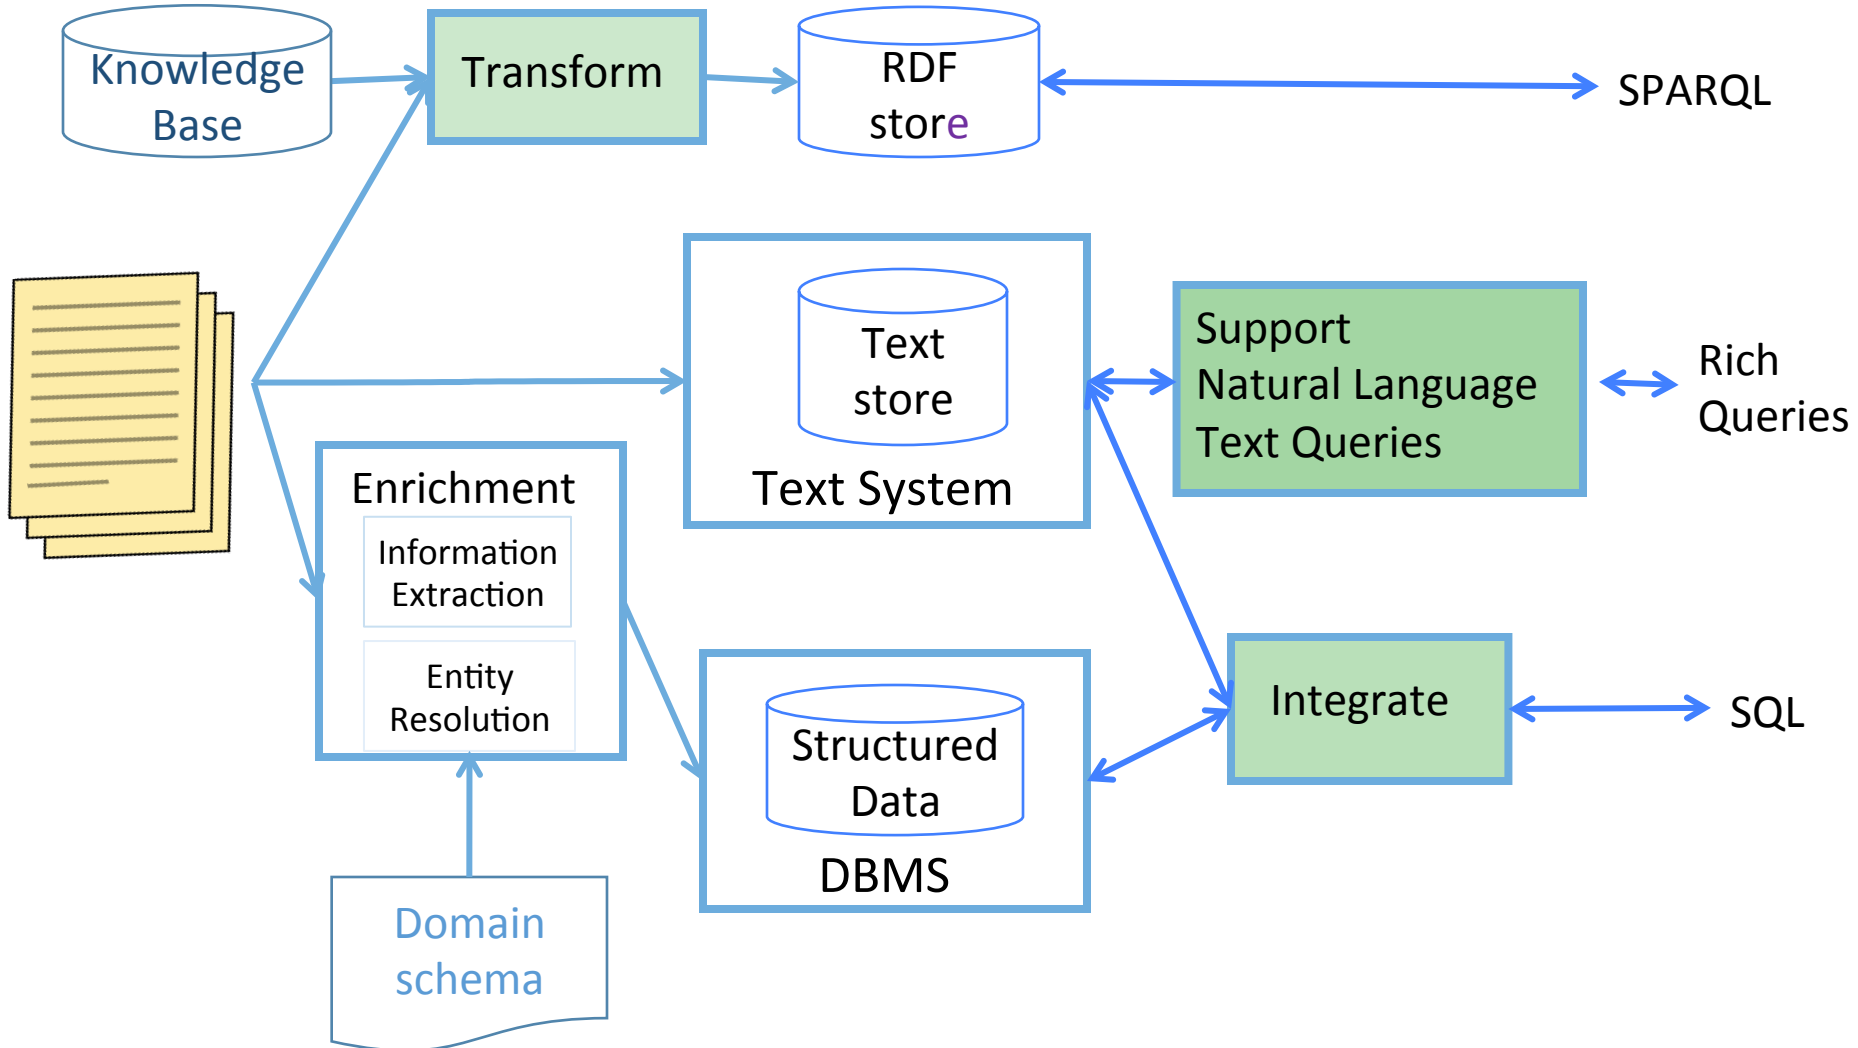 Knowledge
Base
Transform
RDF
store
SPARQL
Text
store
Text System
Support
Natural Language
Text Queries
Rich
Queries
Enrichment
Information
Extraction
Entity
Resolution
Structured
Data
DBMS
Integrate
SQL
Domain
schema